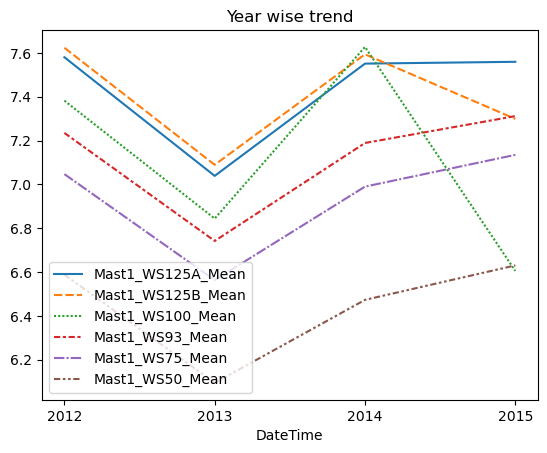 Year wise trend
7.6
7.4
7.2
7.0
6.8
6.6
6.4
6.2
Mast1_WS125A_Mean
Mast1_WS125B_Mean
Mast1_WS100_Mean
Mast1_WS93_Mean
Mast1_WS75_Mean
Mast1_WS50_Mean
2012 2013 2014 2015
DateTime